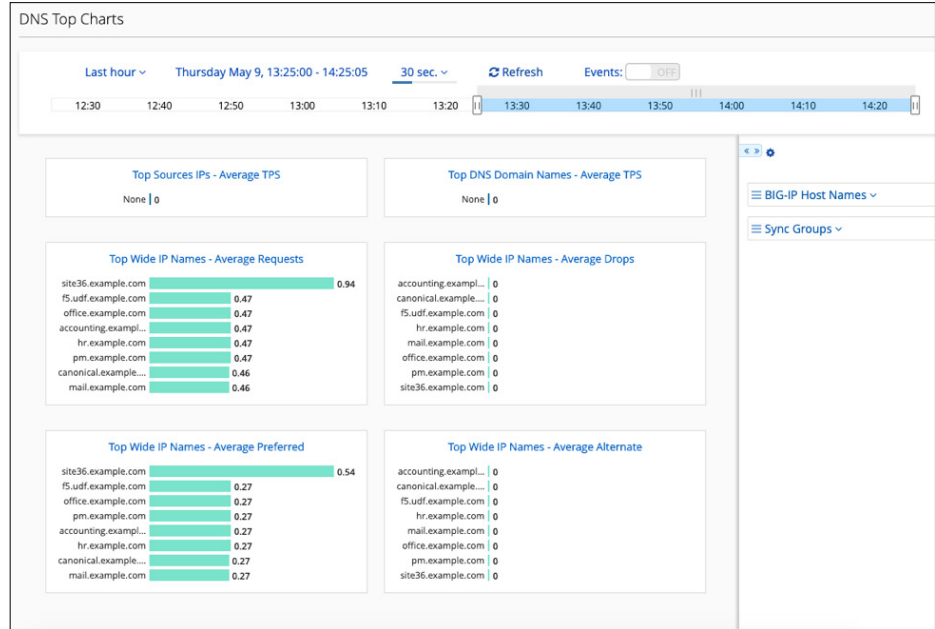 DNS Top Charts
Last hour Thursday May 9, 13:25:00 - 14:25:05 30 sec. Refresh Events: OFF
12:30 12:40 12:50 13:00 13:10 13:20 13:30 13:40 13:50 14:00 14:10 14:20
Top Sources IPs - Average TPS
None 0
Top DNS Domain Names - Average TPS
None 0
Top Wide IP Names - Average Requests
site36.example.com 0.94
f5.udf.example.com 0.47
office.example.com 0.47
accounting.exampl... 0.47
hr.example.com 0.47
pm.example.com 0.47
canonical.example.... 0.46
mail.example.com 0.46
Top Wide IP Names - Average Drops
accounting.exampl... 0
canonical.example.... 0
f5.udf.example.com 0
hr.example.com 0
mail.example.com 0
office.example.com 0
pm.example.com 0
site36.example.com 0
Top Wide IP Names - Average Preferred
site36.example.com 0.54
f5.udf.example.com 0.27
office.example.com 0.27
pm.example.com 0.27
accounting.exampl... 0.27
hr.example.com 0.27
canonical.example.... 0.27
mail.example.com 0.27
Top Wide IP Names - Average Alternate
accounting.exampl... 0
canonical.example.... 0
f5.udf.example.com 0
hr.example.com 0
mail.example.com 0
office.example.com 0
pm.example.com 0
site36.example.com 0
BIG-IP Host Names
Sync Groups